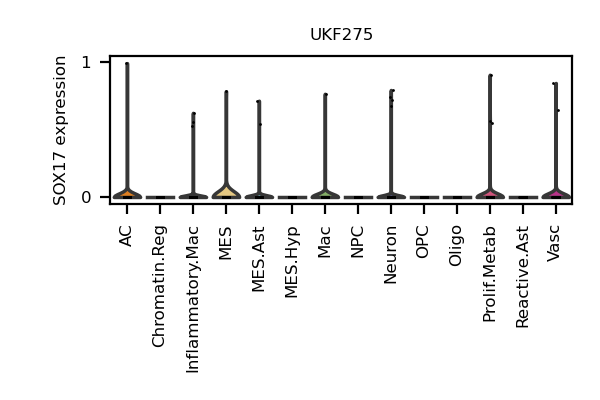 UKF275
SOX17 expression
1
0
AC
Chromatin.Reg
Inflammatory.Mac
MES
MES.Ast
MES.Hyp
Mac
NPC
Neuron
OPC
Oligo
Prolif.Metab
Reactive.Ast
Vasc